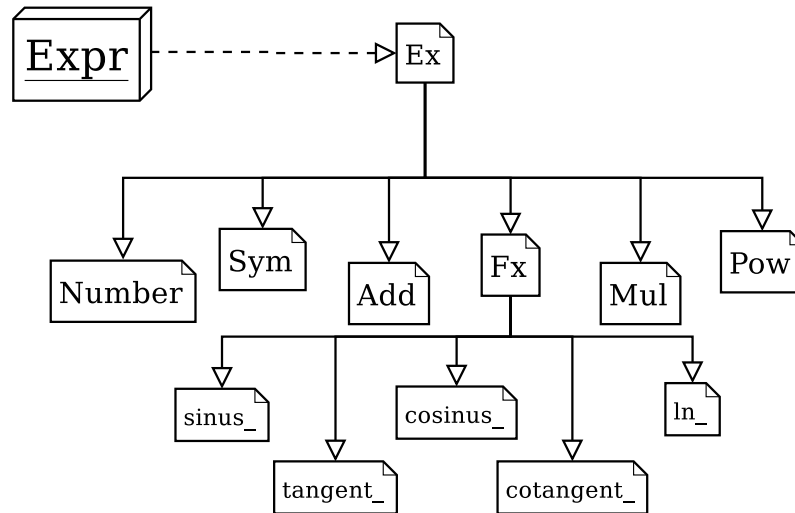 Expr
Ex
Number
Sym
Add
Fx
Mul
Pow
sinus_
tangent_
cosinus_
cotangent_
ln_